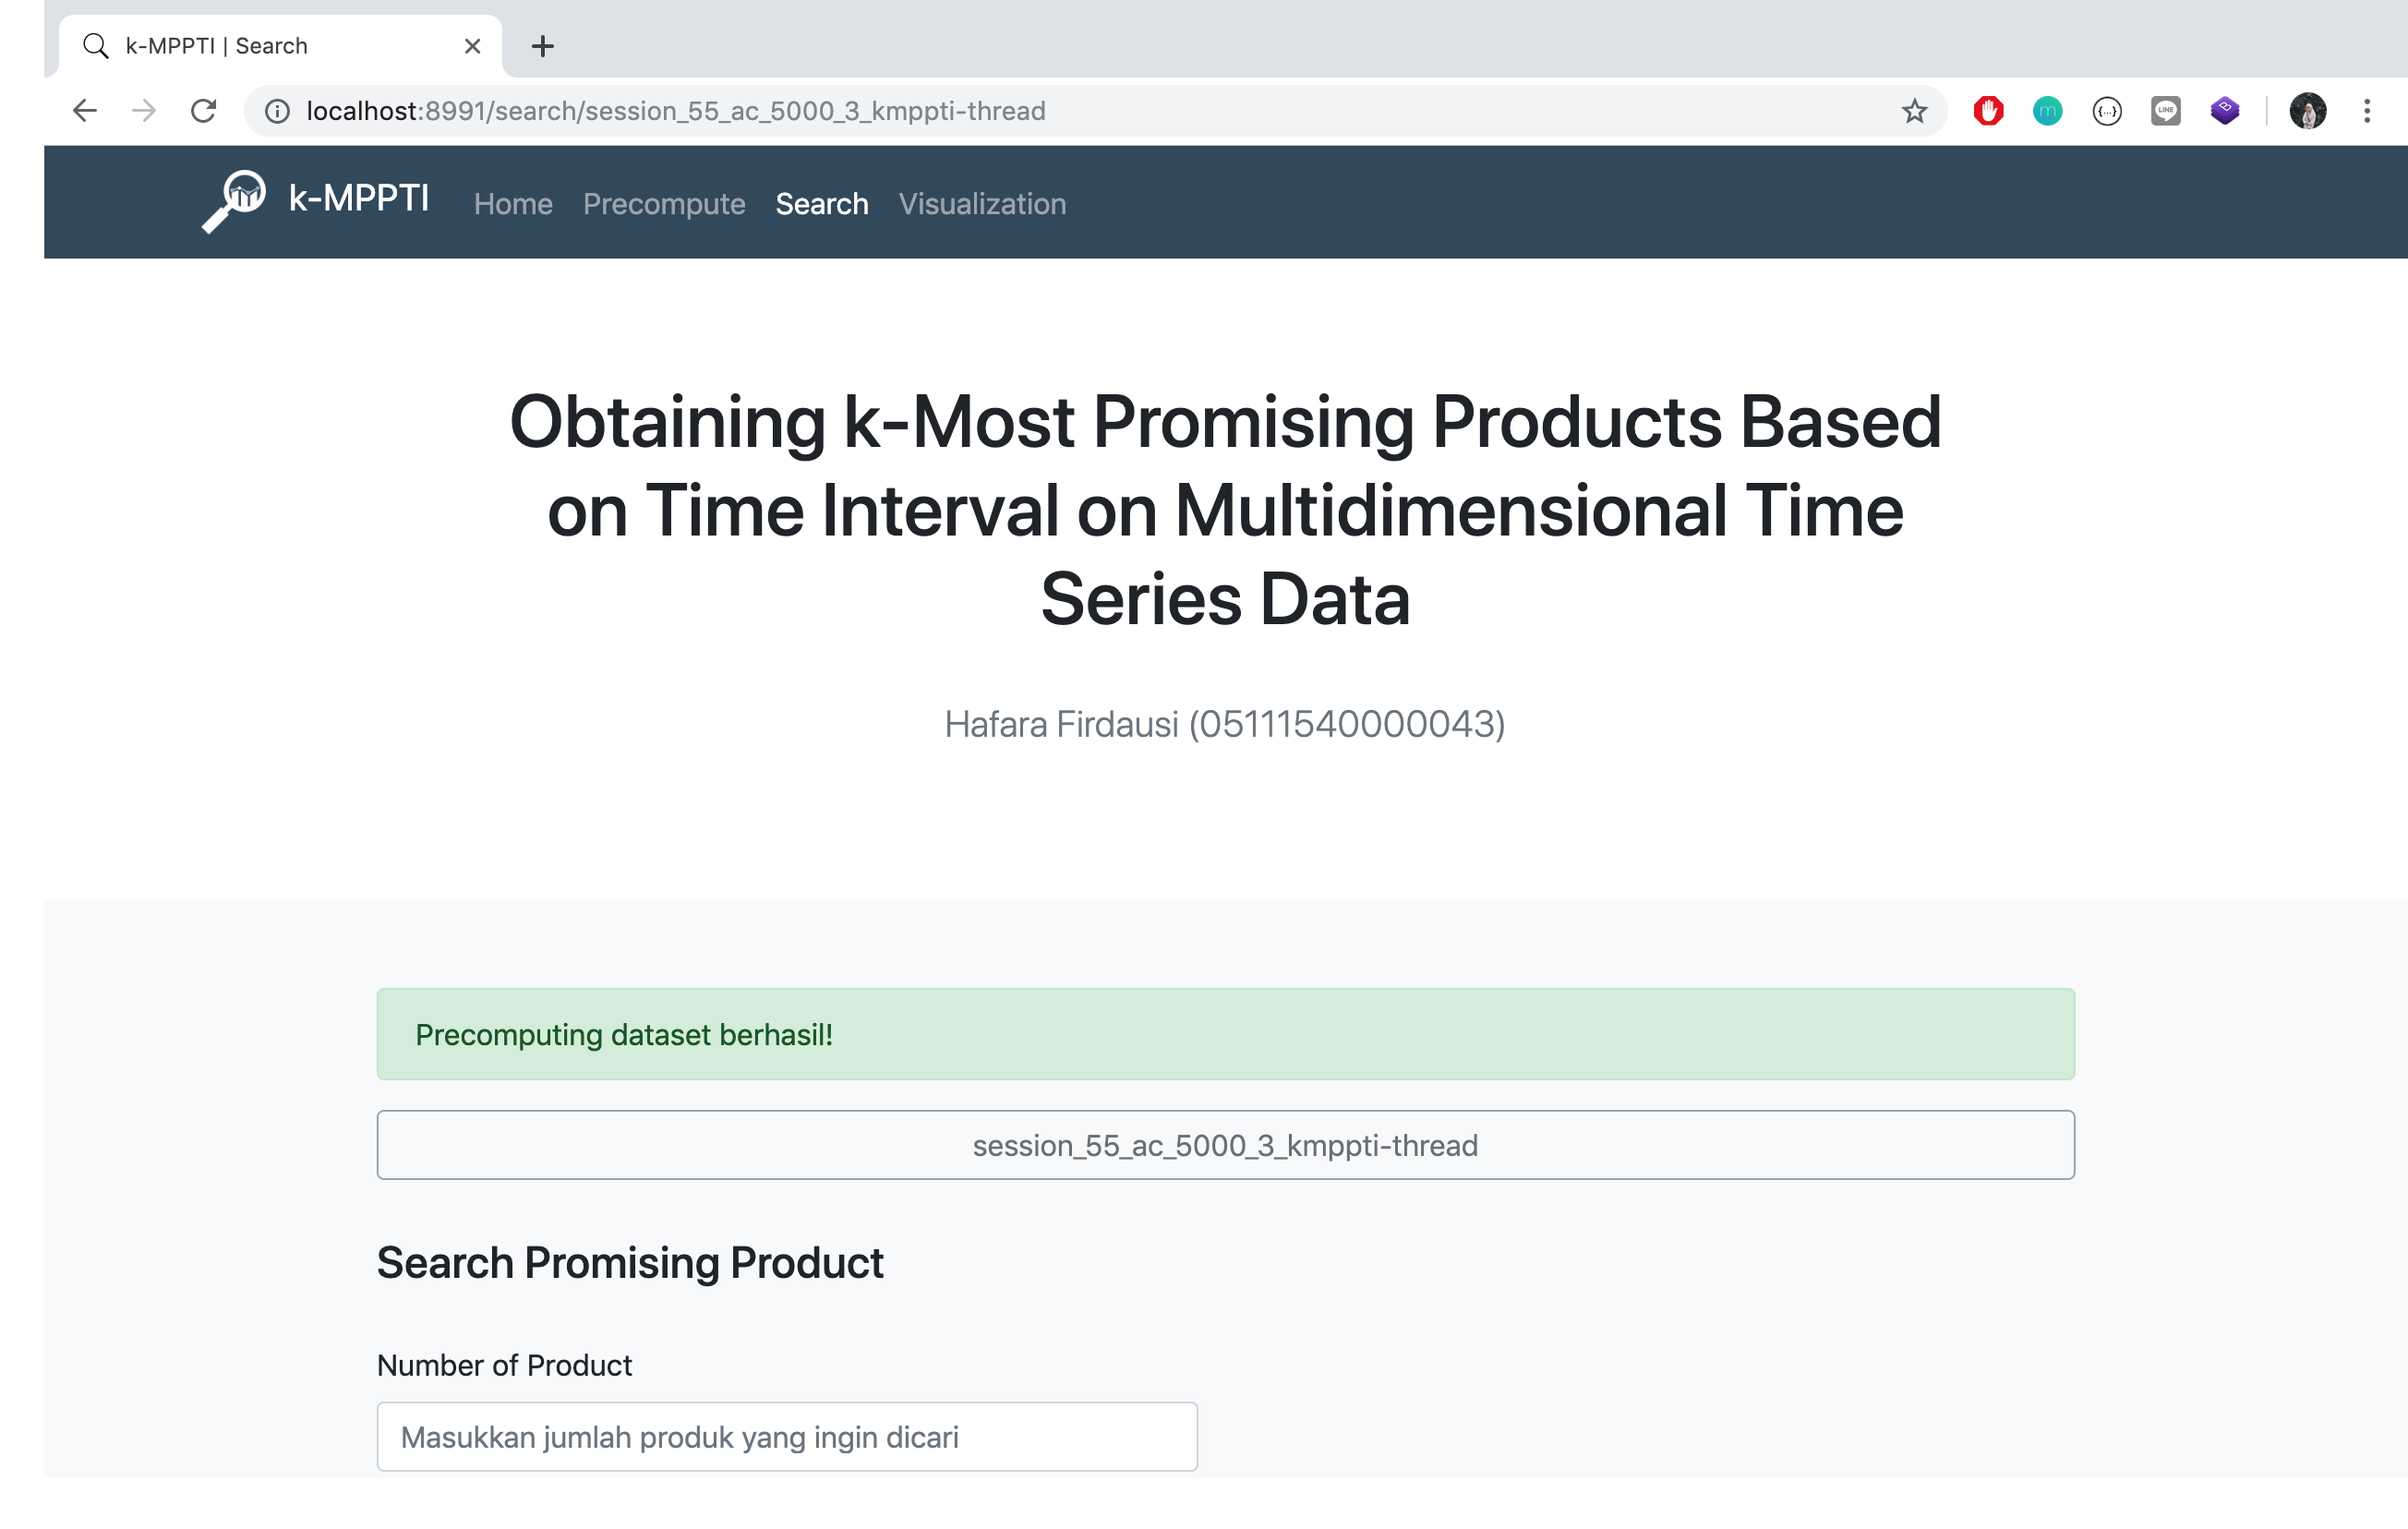 k-MPPTI | Search
localhost:8991/search/session_55_ac_5000_3_kmppti-thread
m
{...}
LINE
B
k-MPPTI Home Precompute Search Visualization
Obtaining k-Most Promising Products Based
on Time Interval on Multidimensional Time
Series Data
Hafara Firdausi (05111540000043)
Precomputing dataset berhasil!
session_55_ac_5000_3_kmppti-thread
Search Promising Product
Number of Product
Masukkan jumlah produk yang ingin dicari